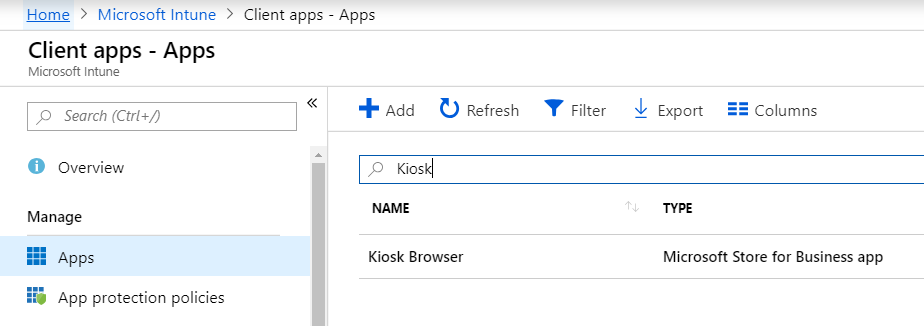 Home > Microsoft Intune > Client apps - Apps
Client apps - Apps
Microsoft Intune
Search (Ctrl+/)
«
Overview
Manage
Apps
App protection policies
Add Refresh Filter Export Columns
Kiosk
NAME TYPE
Kiosk Browser Microsoft Store for Business app